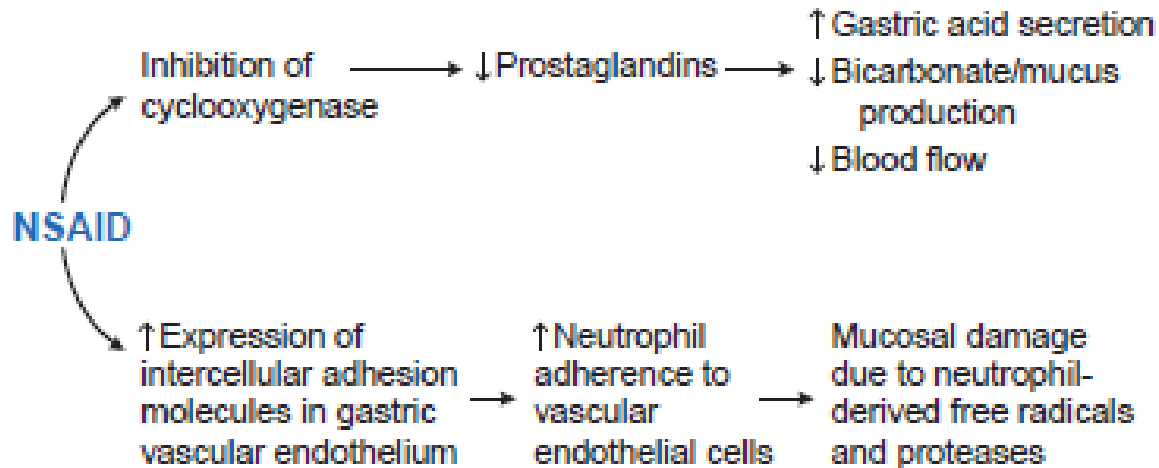 ↑Gastric acid secretion
Inhibition of
cyclooxygenase
↓Prostaglandins
↓Bicarbonate/mucus
production
↓Blood flow
NSAID
↑Expression of
intercellular adhesion
molecules in gastric
vascular endothelium
↑Neutrophil
adherence to
vascular
endothelial cells
Mucosal damage
due to neutrophil-
derived free radicals
and proteases